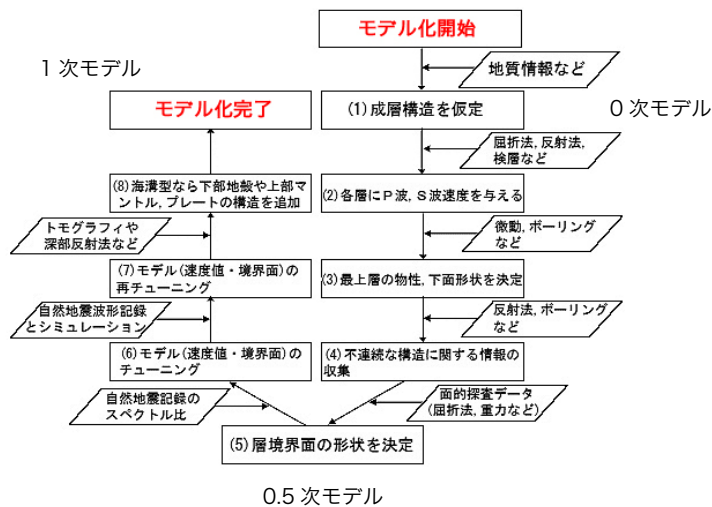 モデル化開始
地質情報など
1 次モデル
モデル化完了
(1)成層構造を仮定
0 次モデル
屈折法,反射法,
検層など
(8)海溝型なら下部地殻や上部マ
ントル,プレートの構造を追加
(2)各層にP波,S波速度を与える
トモグラフィや
深部反射法など
微動,ボーリング
など
(7)モデル(速度値・境界面)の
再チューニング
(3)最上層の物性,下面形状を決定
自然地震波形記録
とシミュレーション
反射法,ボーリング
など
(6)モデル(速度値・境界面)の
チューニング
(4)不連続な構造に関する情報の
収集
自然地震記録の
スペクトル比
面的探査データ
(屈折法,重力など)
(5)層境界面の形状を決定
0.5 次モデル